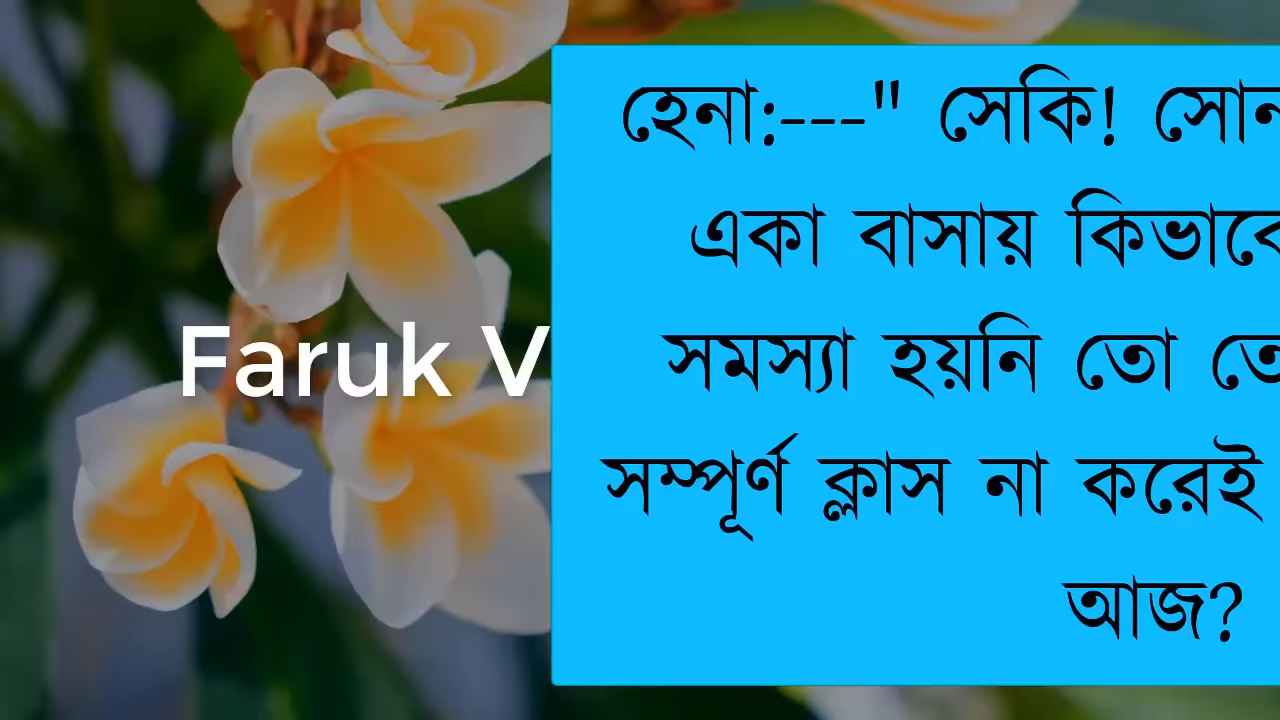 হেনা:---" সেকি!
একা বাসায়
সমস্যা হয়নি তো
Faruk
সম্পূর্ণ ক্লাস না করেই
আজ?